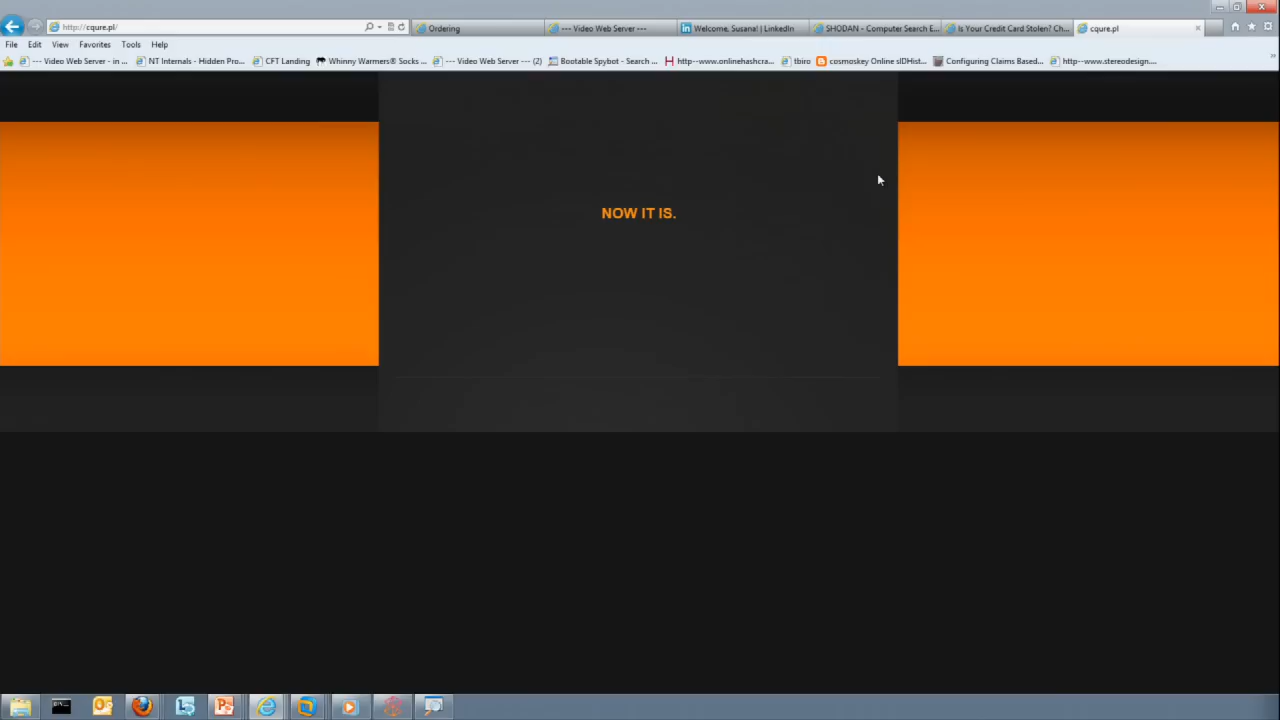 http://cqure.pl/
Ordering
--- Video Web Server ---
Welcome, Susana! | LinkedIn
SHODAN - Computer Search E...
Is Your Credit Card Stolen? Ch...
cqure.pl
File Edit View Favorites Tools Help
--- Video Web Server - in ...
NT Internals - Hidden Pro...
CFT Landing
Whinny Warmers® Socks ...
--- Video Web Server --- (2)
Bootable Spybot - Search ...
http--www.onlinehashcra...
tbiro
cosmoskey Online sIDHist...
Configuring Claims Based...
http--www.stereodesign....
NOW IT IS.